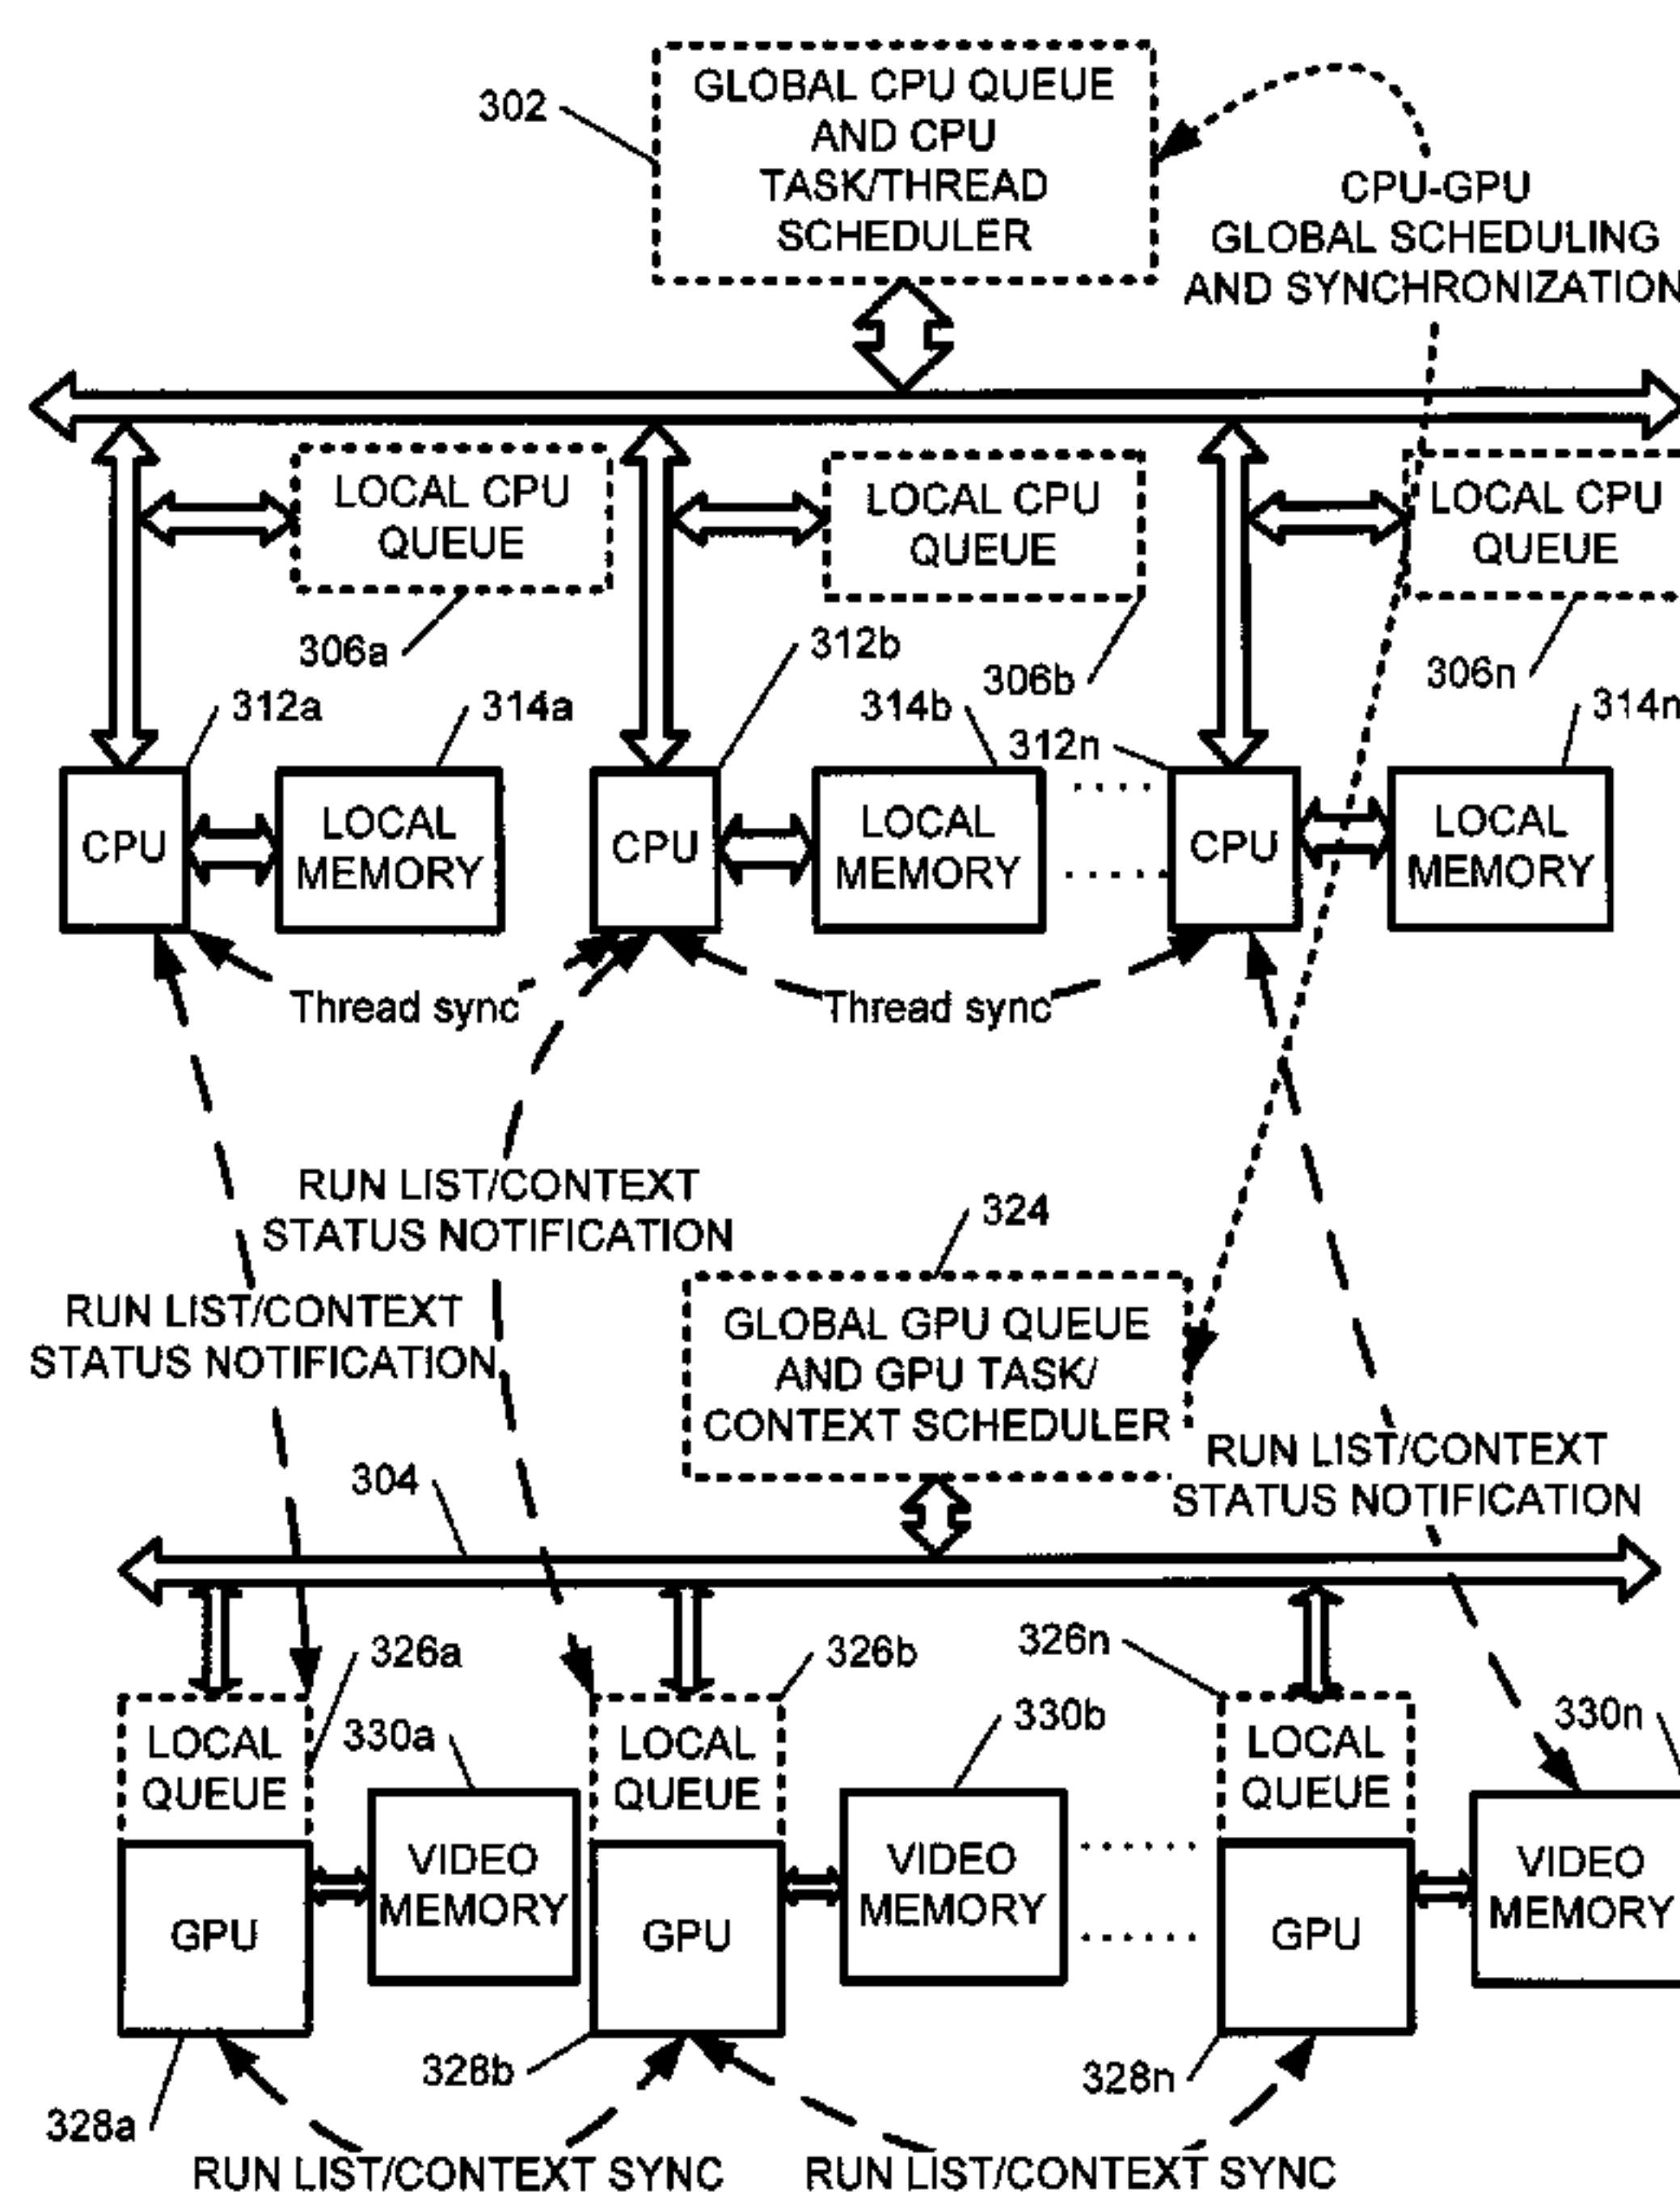 GLOBAL CPU QUEUE
AND CPU
TASK/THREAD
SCHEDULER
302
CPU-GPU
GLOBAL SCHEDULING
AND SYNCHRONIZATION
LOCAL CPU
QUEUE
LOCAL CPU
QUEUE
LOCAL CPU
QUEUE
306a
312b
306b
306n
312a
314a
314b
312n
314n
CPU
LOCAL
MEMORY
CPU
LOCAL
MEMORY
CPU
LOCAL
MEMORY
Thread sync
Thread sync
RUN LIST/CONTEXT
STATUS NOTIFICATION
324
RUN LIST/CONTEXT
STATUS NOTIFICATION
GLOBAL GPU QUEUE
AND GPU TASK/
CONTEXT SCHEDULER
RUN LIST/CONTEXT
STATUS NOTIFICATION
304
326a
326b
326n
330a
330b
330n
LOCAL
QUEUE
LOCAL
QUEUE
LOCAL
QUEUE
GPU
VIDEO
MEMORY
GPU
VIDEO
MEMORY
GPU
VIDEO
MEMORY
328a
328b
328n
RUN LIST/CONTEXT SYNC
RUN LIST/CONTEXT SYNC